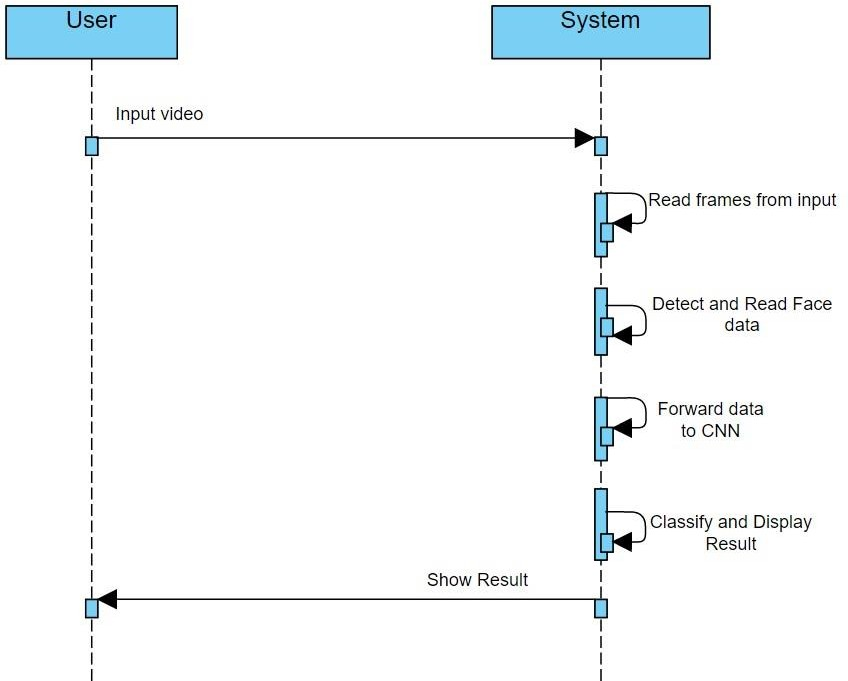 User
System
Input video
Read frames from input
Detect and Read Face
data
Forward data
to CNN
Classify and Display
Result
Show Result